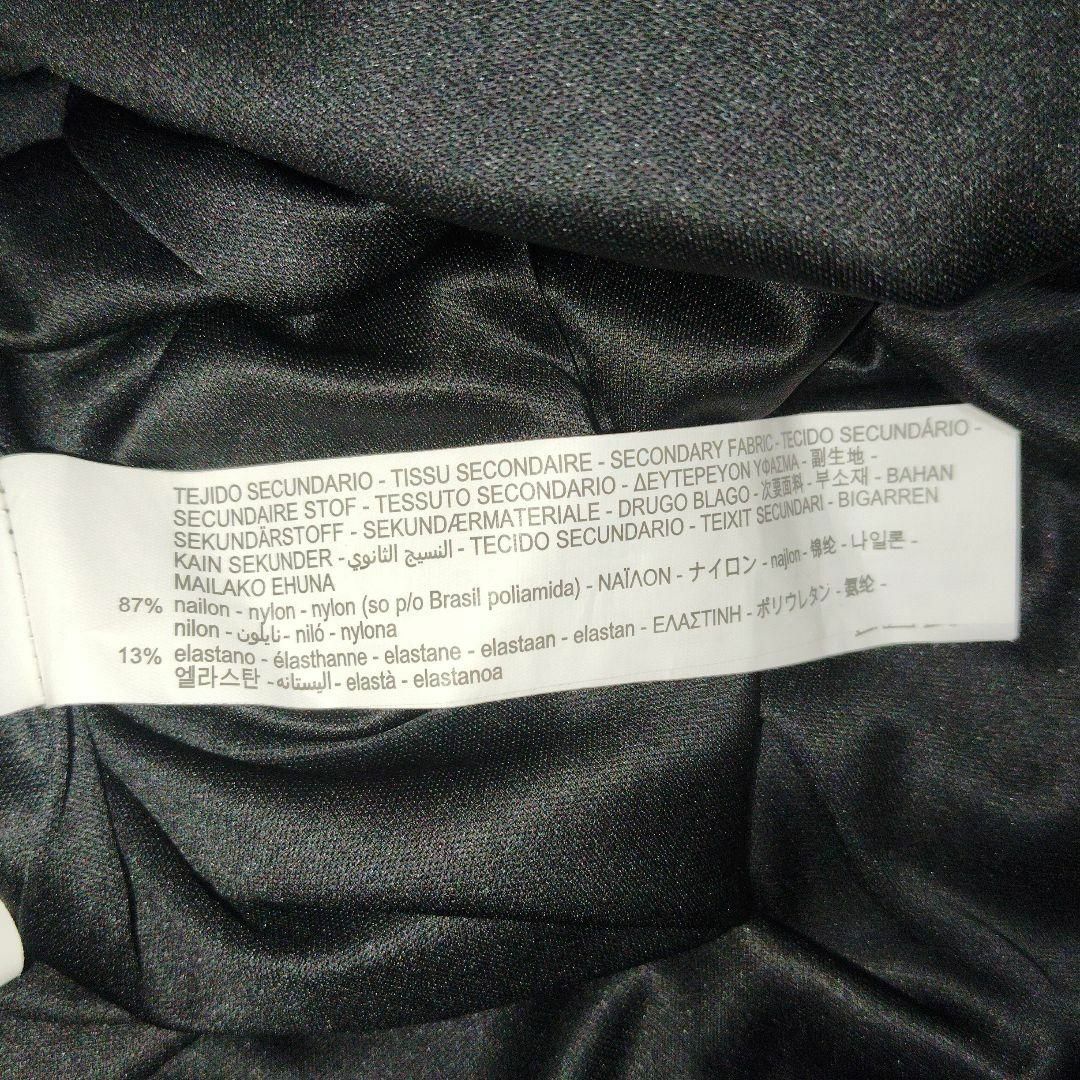 TEJIDO SECUNDARIO - TISSU SECONDAIRE - SECONDARY FABRIC - TECIDO SECUNDÁRIO -
SECUNDAIRE STOF - TESSUTO SECONDARIO - ΔΕΥΤΕΡΕΥΟΝ ΥΦΑΣΜΑ - 副生地 -
SEKUNDÄRSTOFF - SEKUNDÆRMATERIALE - DRUGO BLAGO - 次要面料 - 부소재 - BAHAN
KAIN SEKUNDER - النسيج الثانوي - TECIDO SECUNDARIO - TEIXIT SECUNDARI - BIGARREN
MAILAKO EHUNA
87% nailon - nylon - nylon (so p/o Brasil poliamida) - ΝΑΪΛΟΝ - ナイロン - najlon - 锦纶 - 나일론 -
nilon - نايلون - niló - nylona
13% elastano - élasthanne - elastane - elastaan - elastan - ΕΛΑΣΤΙΝΗ - ポリウレタン - 氨纶 -
엘라스탄 - اليستانه - elastà - elastanoa